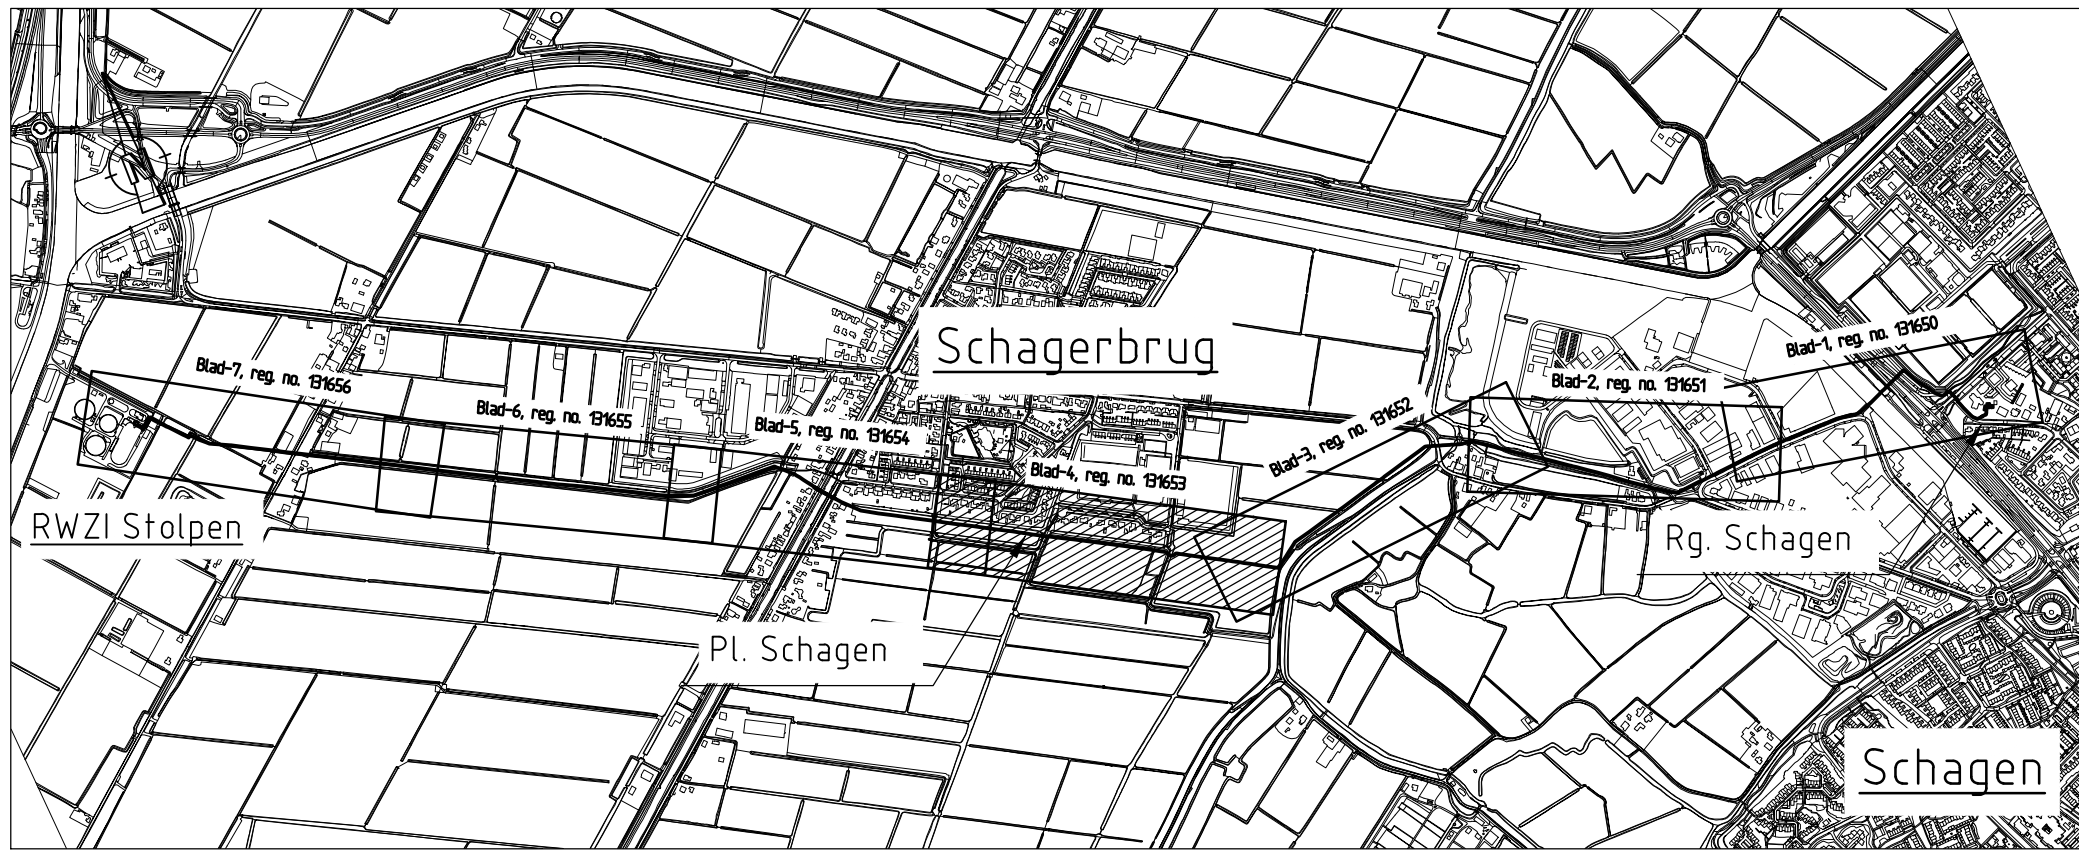 Schagerbrug
Blad-1, reg. no. 131650
Blad-7, reg. no. 131656
Blad-2, reg. no. 131651
Blad-6, reg. no. 131655
Blad-5, reg. no. 131654
Blad-3, reg. no. 131652
Blad-4, reg. no. 131653
RWZI Stolpen
Rg. Schagen
Pl. Schagen
Schagen